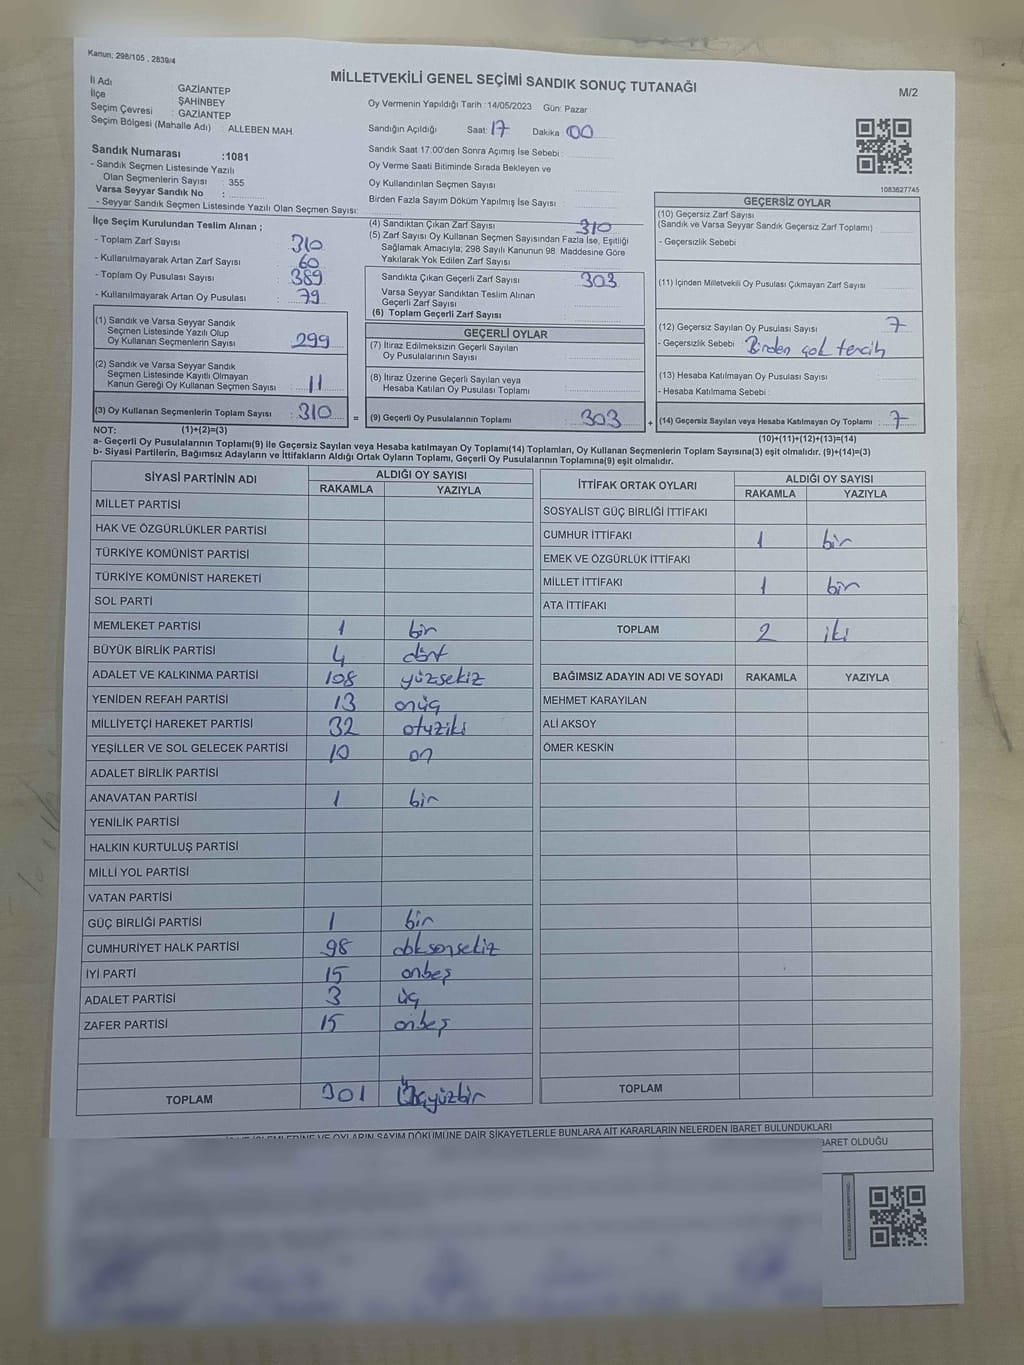 Kanun: 298/105 . 2839/4
MİLLETVEKİLİ GENEL SEÇİMİ SANDIK SONUÇ TUTANAĞI
M/2
İl Adı : GAZİANTEP
İlçe : ŞAHİNBEY
Seçim Çevresi : GAZİANTEP
Seçim Bölgesi (Mahalle Adı) : ALLEBEN MAH.
Sandık Numarası :1081
- Sandık Seçmen Listesinde Yazılı
Olan Seçmenlerin Sayısı : 355
Varsa Seyyar Sandık No :
- Seyyar Sandık Seçmen Listesinde Yazılı Olan Seçmen Sayısı:
Oy Vermenin Yapıldığı Tarih :14/05/2023 Gün: Pazar
Sandığın Açıldığı Saat: 17 Dakika 00
Sandık Saat 17:00'den Sonra Açımış İse Sebebi :
Oy Verme Saati Bitiminde Sırada Bekleyen ve
Oy Kullandırılan Seçmen Sayısı
Birden Fazla Sayım Döküm Yapılmış İse Sayısı
1083627745
İlçe Seçim Kurulundan Teslim Alınan ;
- Toplam Zarf Sayısı : 310
- Kullanılmayarak Artan Zarf Sayısı : 60
- Toplam Oy Pusulası Sayısı : 389
- Kullanılmayarak Artan Oy Pusulası : 79
(1) Sandık ve Varsa Seyyar Sandık
Seçmen Listesinde Yazılı Olup
Oy Kullanan Seçmenlerin Sayısı : 299
(2) Sandık ve Varsa Seyyar Sandık
Seçmen Listesinde Kayıtlı Olmayan
Kanun Gereği Oy Kullanan Seçmen Sayısı : 11
(3) Oy Kullanan Seçmenlerin Toplam Sayısı : 310 =
(4) Sandıktan Çıkan Zarf Sayısı : 310
(5) Zarf Sayısı Oy Kullanan Seçmen Sayısından Fazla İse, Eşitliği
Sağlamak Amacıyla; 298 Sayılı Kanunun 98. Maddesine Göre
Yakılarak Yok Edilen Zarf Sayısı :
Sandıkta Çıkan Geçerli Zarf Sayısı : 303
Varsa Seyyar Sandıktan Teslim Alınan
Geçerli Zarf Sayısı :
(6) Toplam Geçerli Zarf Sayısı :
GEÇERLİ OYLAR
(7) İtiraz Edilmeksizin Geçerli Sayılan
Oy Pusulalarının Sayısı :
(8) İtiraz Üzerine Geçerli Sayılan veya
Hesaba Katılan Oy Pusulası Toplamı :
(9) Geçerli Oy Pusulalarının Toplamı : 303 +
GEÇERSİZ OYLAR
(10) Geçersiz Zarf Sayısı
(Sandık ve Varsa Seyyar Sandık Geçersiz Zarf Toplamı) :
- Geçersizlik Sebebi :
(11) İçinden Milletvekili Oy Pusulası Çıkmayan Zarf Sayısı :
(12) Geçersiz Sayılan Oy Pusulası Sayısı : 7
- Geçersizlik Sebebi : Birden çok tercih
(13) Hesaba Katılmayan Oy Pusulası Sayısı :
- Hesaba Katılmama Sebebi :
(14) Geçersiz Sayılan veya Hesaba Katılmayan Oy Toplamı : 7
NOT: (1)+(2)=(3)
(10)+(11)+(12)+(13)=(14)
a- Geçerli Oy Pusulalarının Toplamı(9) ile Geçersiz Sayılan veya Hesaba katılmayan Oy Toplamı(14) Toplamları, Oy Kullanan Seçmenlerin Toplam Sayısına(3) eşit olmalıdır. (9)+(14)=(3)
b- Siyasi Partilerin, Bağımsız Adayların ve İttifakların Aldığı Ortak Oyların Toplamı, Geçerli Oy Pusulalarının Toplamına(9) eşit olmalıdır.
SİYASİ PARTİNİN ADI ALDIĞI OY SAYISI
RAKAMLA YAZIYLA
MİLLET PARTİSİ
HAK VE ÖZGÜRLÜKLER PARTİSİ
TÜRKİYE KOMÜNİST PARTİSİ
TÜRKİYE KOMÜNİST HAREKETİ
SOL PARTİ
MEMLEKET PARTİSİ 1 bir
BÜYÜK BİRLİK PARTİSİ 4 dört
ADALET VE KALKINMA PARTİSİ 108 yüzsekiz
YENİDEN REFAH PARTİSİ 13 onüç
MİLLİYETÇİ HAREKET PARTİSİ 32 otuziki
YEŞİLLER VE SOL GELECEK PARTİSİ 10 on
ADALET BİRLİK PARTİSİ
ANAVATAN PARTİSİ 1 bir
YENİLİK PARTİSİ
HALKIN KURTULUŞ PARTİSİ
MİLLİ YOL PARTİSİ
VATAN PARTİSİ
GÜÇ BİRLİĞİ PARTİSİ 1 bir
CUMHURİYET HALK PARTİSİ 98 doksensekiz
İYİ PARTİ 15 onbeş
ADALET PARTİSİ 3 üç
ZAFER PARTİSİ 15 onbeş
TOPLAM 301 Üçyüzbir
İTTİFAK ORTAK OYLARI ALDIĞI OY SAYISI
RAKAMLA YAZIYLA
SOSYALİST GÜÇ BİRLİĞİ İTTİFAKI
CUMHUR İTTİFAKI 1 bir
EMEK VE ÖZGÜRLÜK İTTİFAKI
MİLLET İTTİFAKI 1 bir
ATA İTTİFAKI
TOPLAM 2 iki
BAĞIMSIZ ADAYIN ADI VE SOYADI RAKAMLA YAZIYLA
MEHMET KARAYILAN
ALİ AKSOY
ÖMER KESKİN
TOPLAM
VE OYLARIN SAYIM DÖKÜMÜNE DAİR ŞİKAYETLERLE BUNLARA AİT KARARLARIN NELERDEN İBARET BULUNDUKLARI
BARET OLDUĞU